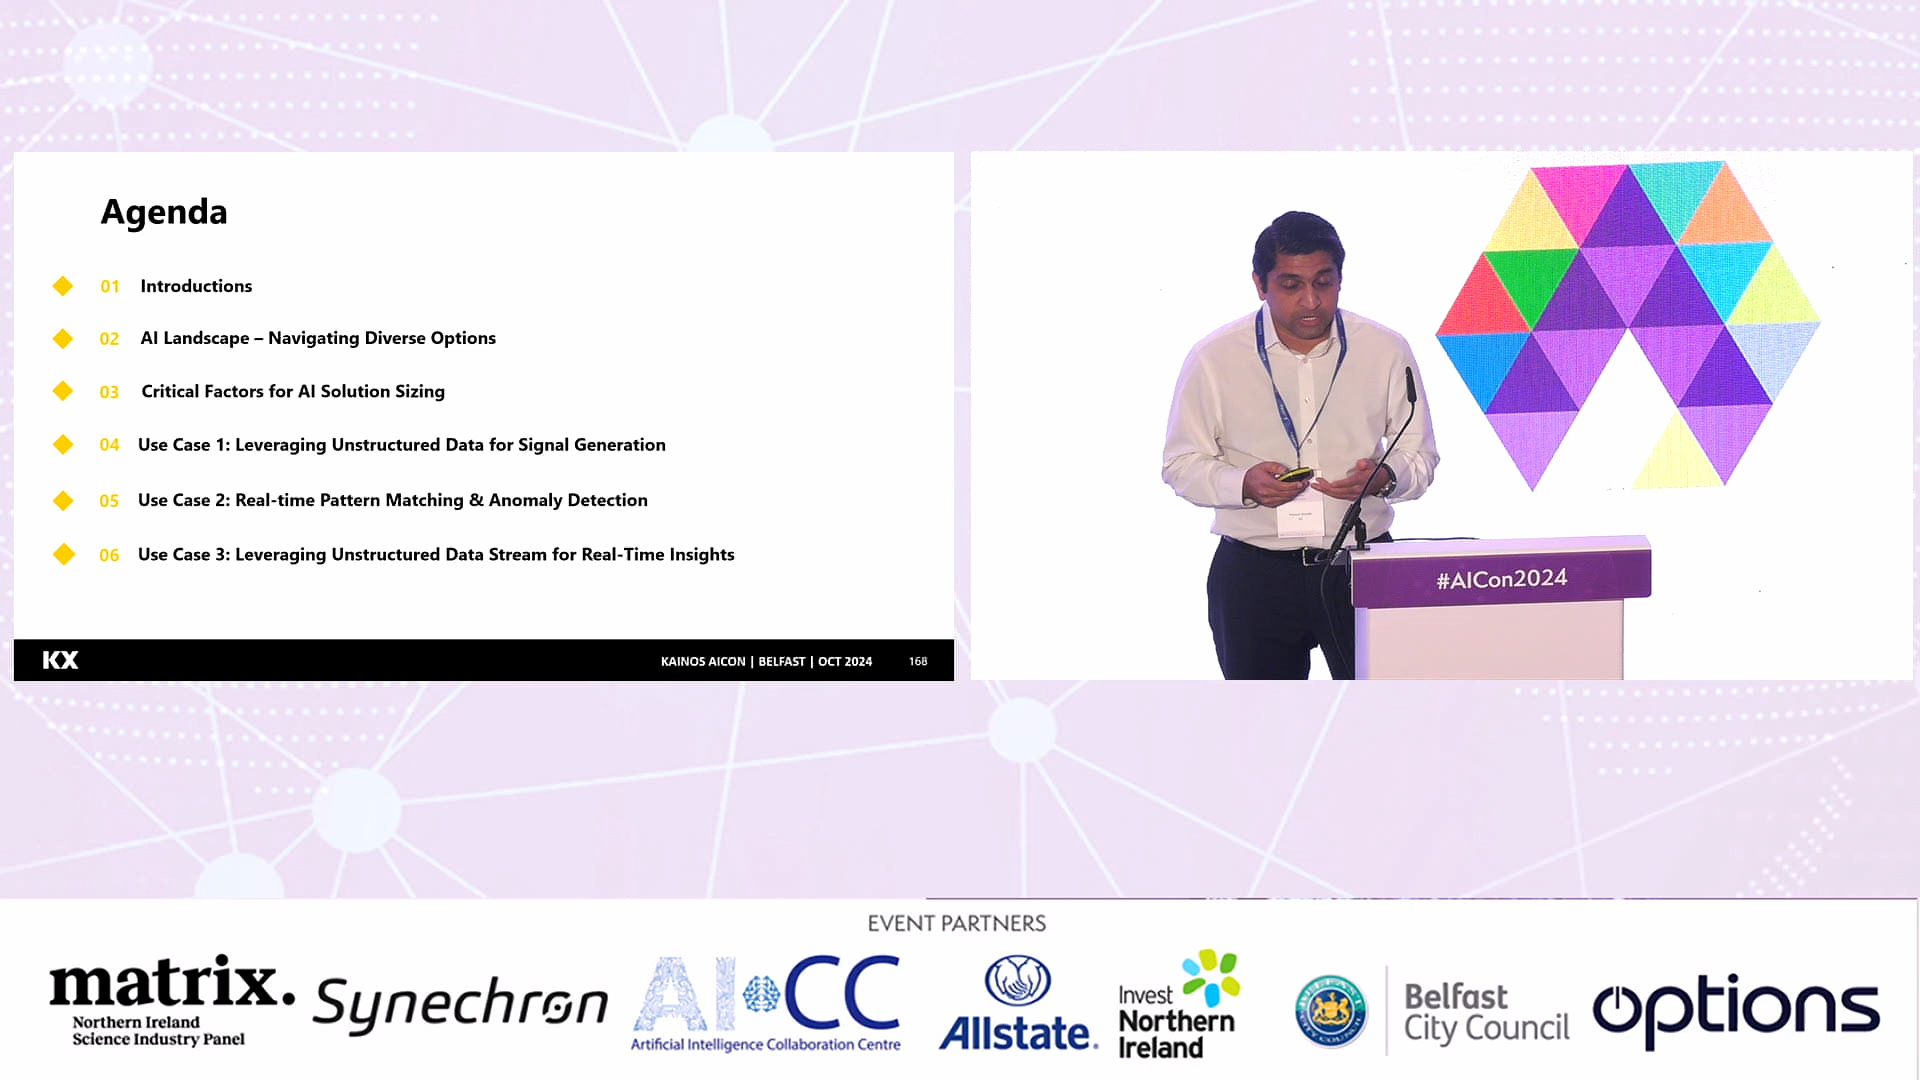 Agenda
01 Introductions
02 AI Landscape – Navigating Diverse Options
03 Critical Factors for AI Solution Sizing
04 Use Case 1: Leveraging Unstructured Data for Signal Generation
05 Use Case 2: Real-time Pattern Matching & Anomaly Detection
06 Use Case 3: Leveraging Unstructured Data Stream for Real-Time Insights
KX
KAINOS AICON | BELFAST | OCT 2024 168
#AICon2024
EVENT PARTNERS
matrix.
Northern Ireland
Science Industry Panel
Synechron
AI CC
Artificial Intelligence Collaboration Centre
Allstate.
Invest
Northern
Ireland
Belfast
City Council
options